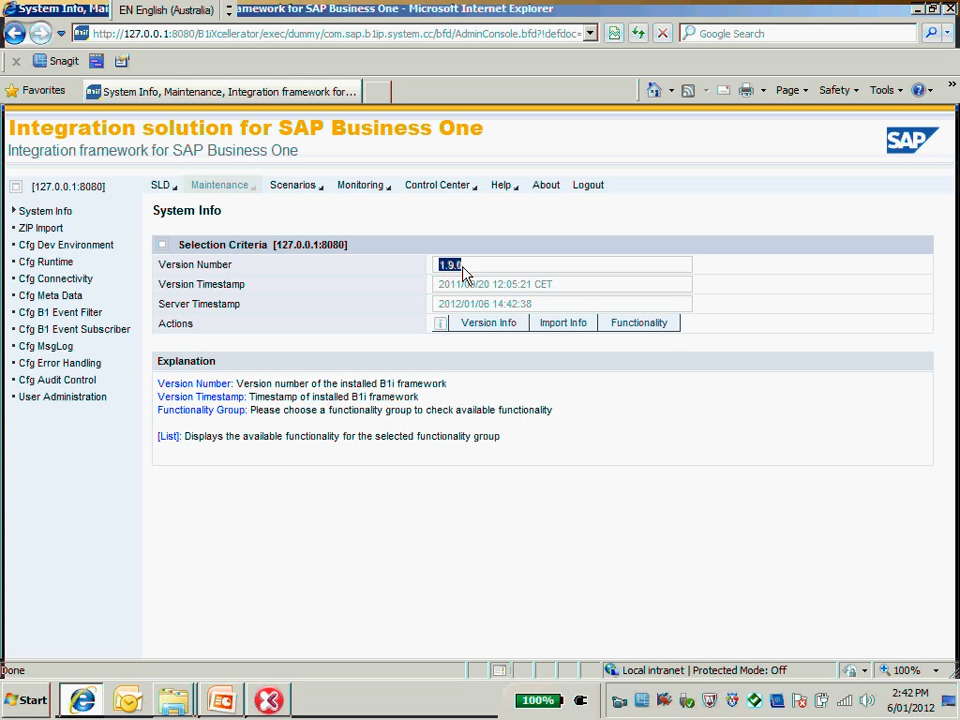 System Info, Mai
EN English (Australia)
mework for SAP Business One - Microsoft Internet Explorer
http://127.0.0.1:8080/B1iXcellerator/exec/dummy/com.sap.b1ip.system.cc/bfd/AdminConsole.bfd?!defdoc=
Google Search
x Snagit
Favorites
System Info, Maintenance, Integration framework for...
Page
Safety
Tools
Integration solution for SAP Business One
Integration framework for SAP Business One
SAP
[127.0.0.1:8080]
SLD Maintenance Scenarios Monitoring Control Center Help About Logout
System Info
ZIP Import
Cfg Dev Environment
Cfg Runtime
Cfg Connectivity
Cfg Meta Data
Cfg B1 Event Filter
Cfg B1 Event Subscriber
Cfg MsgLog
Cfg Error Handling
Cfg Audit Control
User Administration
System Info
Selection Criteria [127.0.0.1:8080]
Version Number 1.9.0
Version Timestamp 2011/09/20 12:05:21 CET
Server Timestamp 2012/01/06 14:42:38
Actions i Version Info Import Info Functionality
Explanation
Version Number: Version number of the installed B1i framework
Version Timestamp: Timestamp of installed B1i framework
Functionality Group: Please choose a functionality group to check available functionality
[List]: Displays the available functionality for the selected functionality group
Done
Local intranet | Protected Mode: Off
100%
Start
100%
2:42 PM
6/01/2012